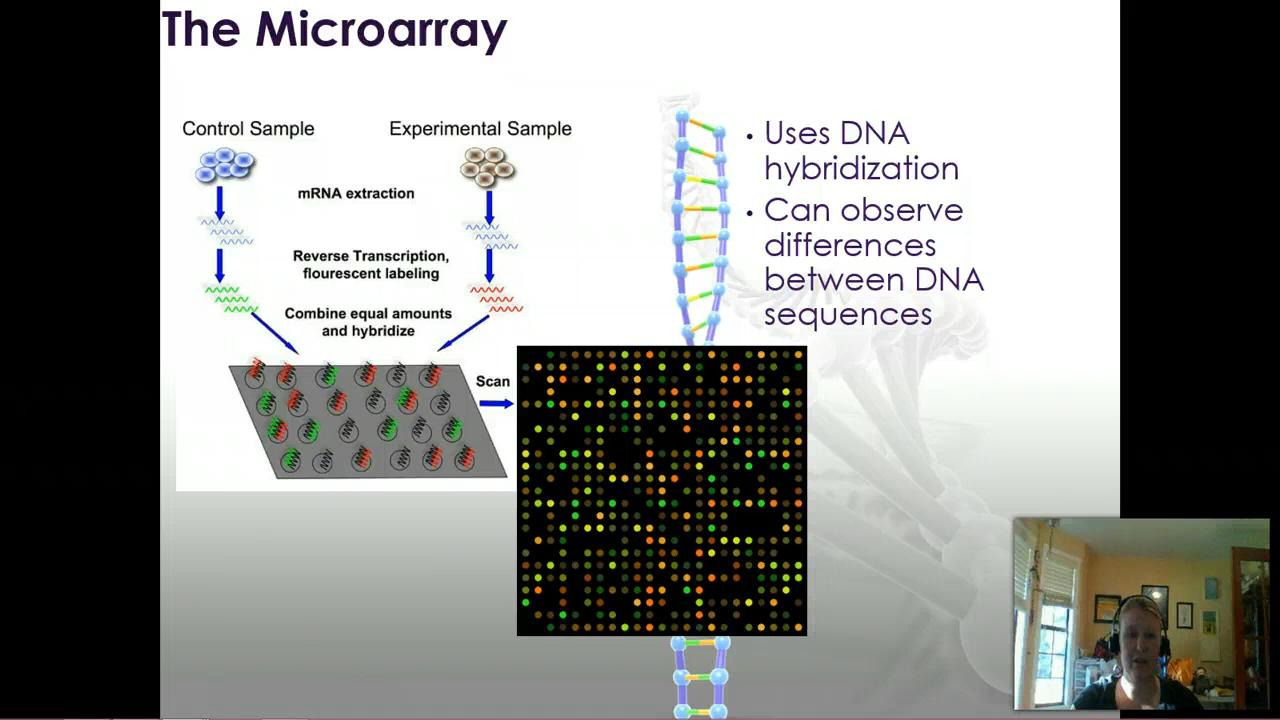 The Microarray
Control Sample
Experimental Sample
mRNA extraction
Reverse Transcription,
flourescent labeling
Combine equal amounts
and hybridize
Scan
• Uses DNA
hybridization
• Can observe
differences
between DNA
sequences